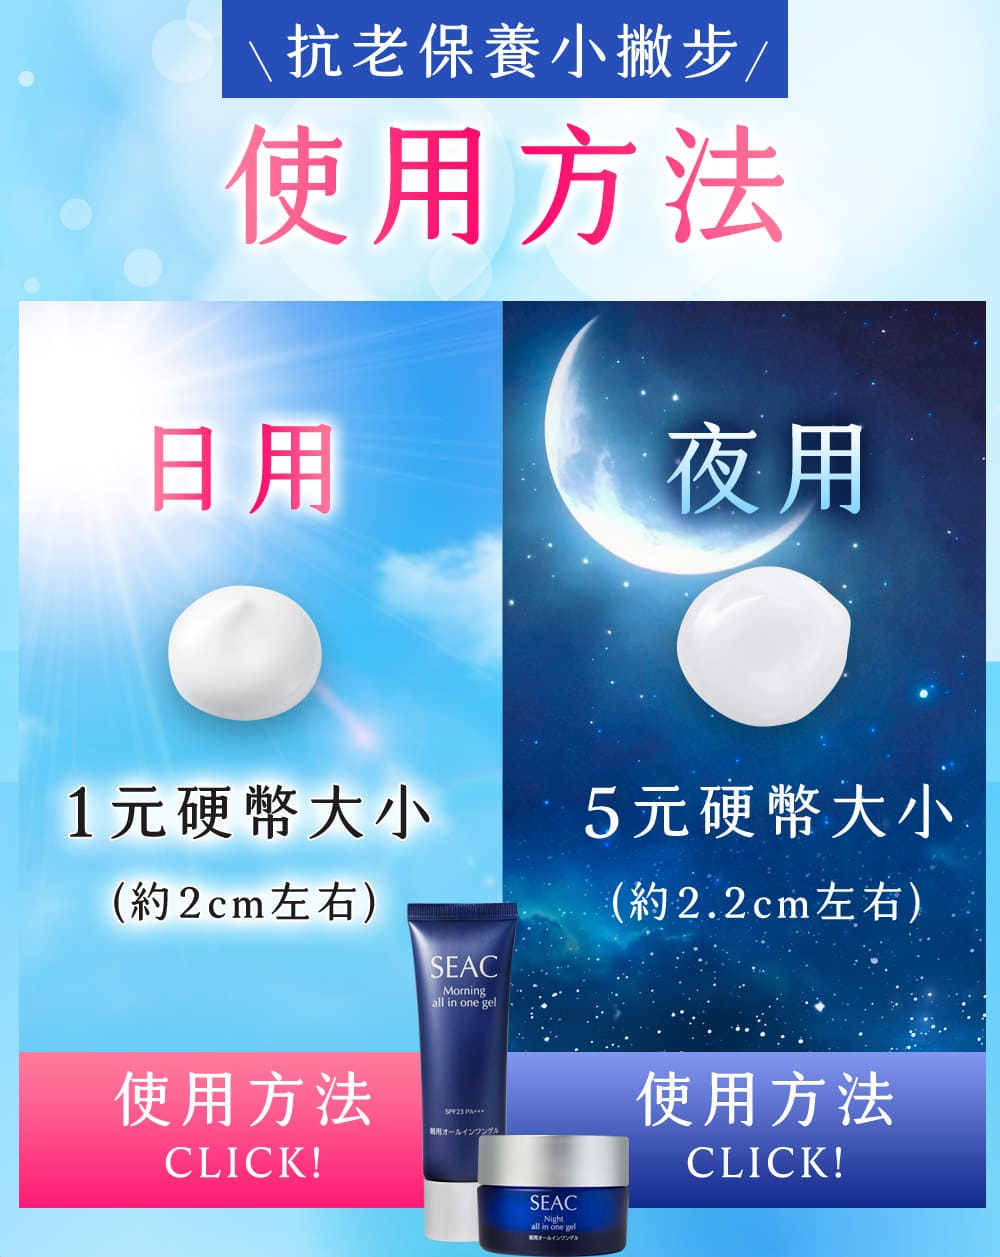 \ 抗老保養小撇步 /
使用方法
日用
1元硬幣大小
(約2cm左右)
夜用
5元硬幣大小
(約2.2cm左右)
使用方法
CLICK!
使用方法
CLICK!
SEAC
Morning
all in one gel
SPF23 PA+++
朝用オールインワンゲル
SEAC
Night
all in one gel
夜用オールインワンゲル